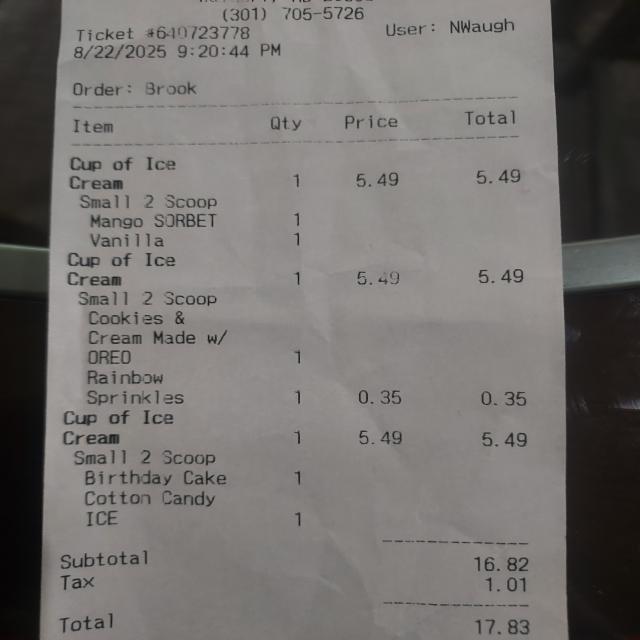 (301) 705-5726
Ticket #640723778 User: NWaugh
8/22/2025 9:20:44 PM
Order: Brook
Item Qty Price Total
Cup of Ice
Cream 1 5.49 5.49
Small 2 Scoop
Mango SORBET 1
Vanilla 1
Cup of Ice
Cream 1 5.49 5.49
Small 2 Scoop
Cookies &
Cream Made w/
OREO 1
Rainbow
Sprinkles 1 0.35 0.35
Cup of Ice
Cream 1 5.49 5.49
Small 2 Scoop
Birthday Cake 1
Cotton Candy
ICE 1
Subtotal 16.82
Tax 1.01
Total 17.83